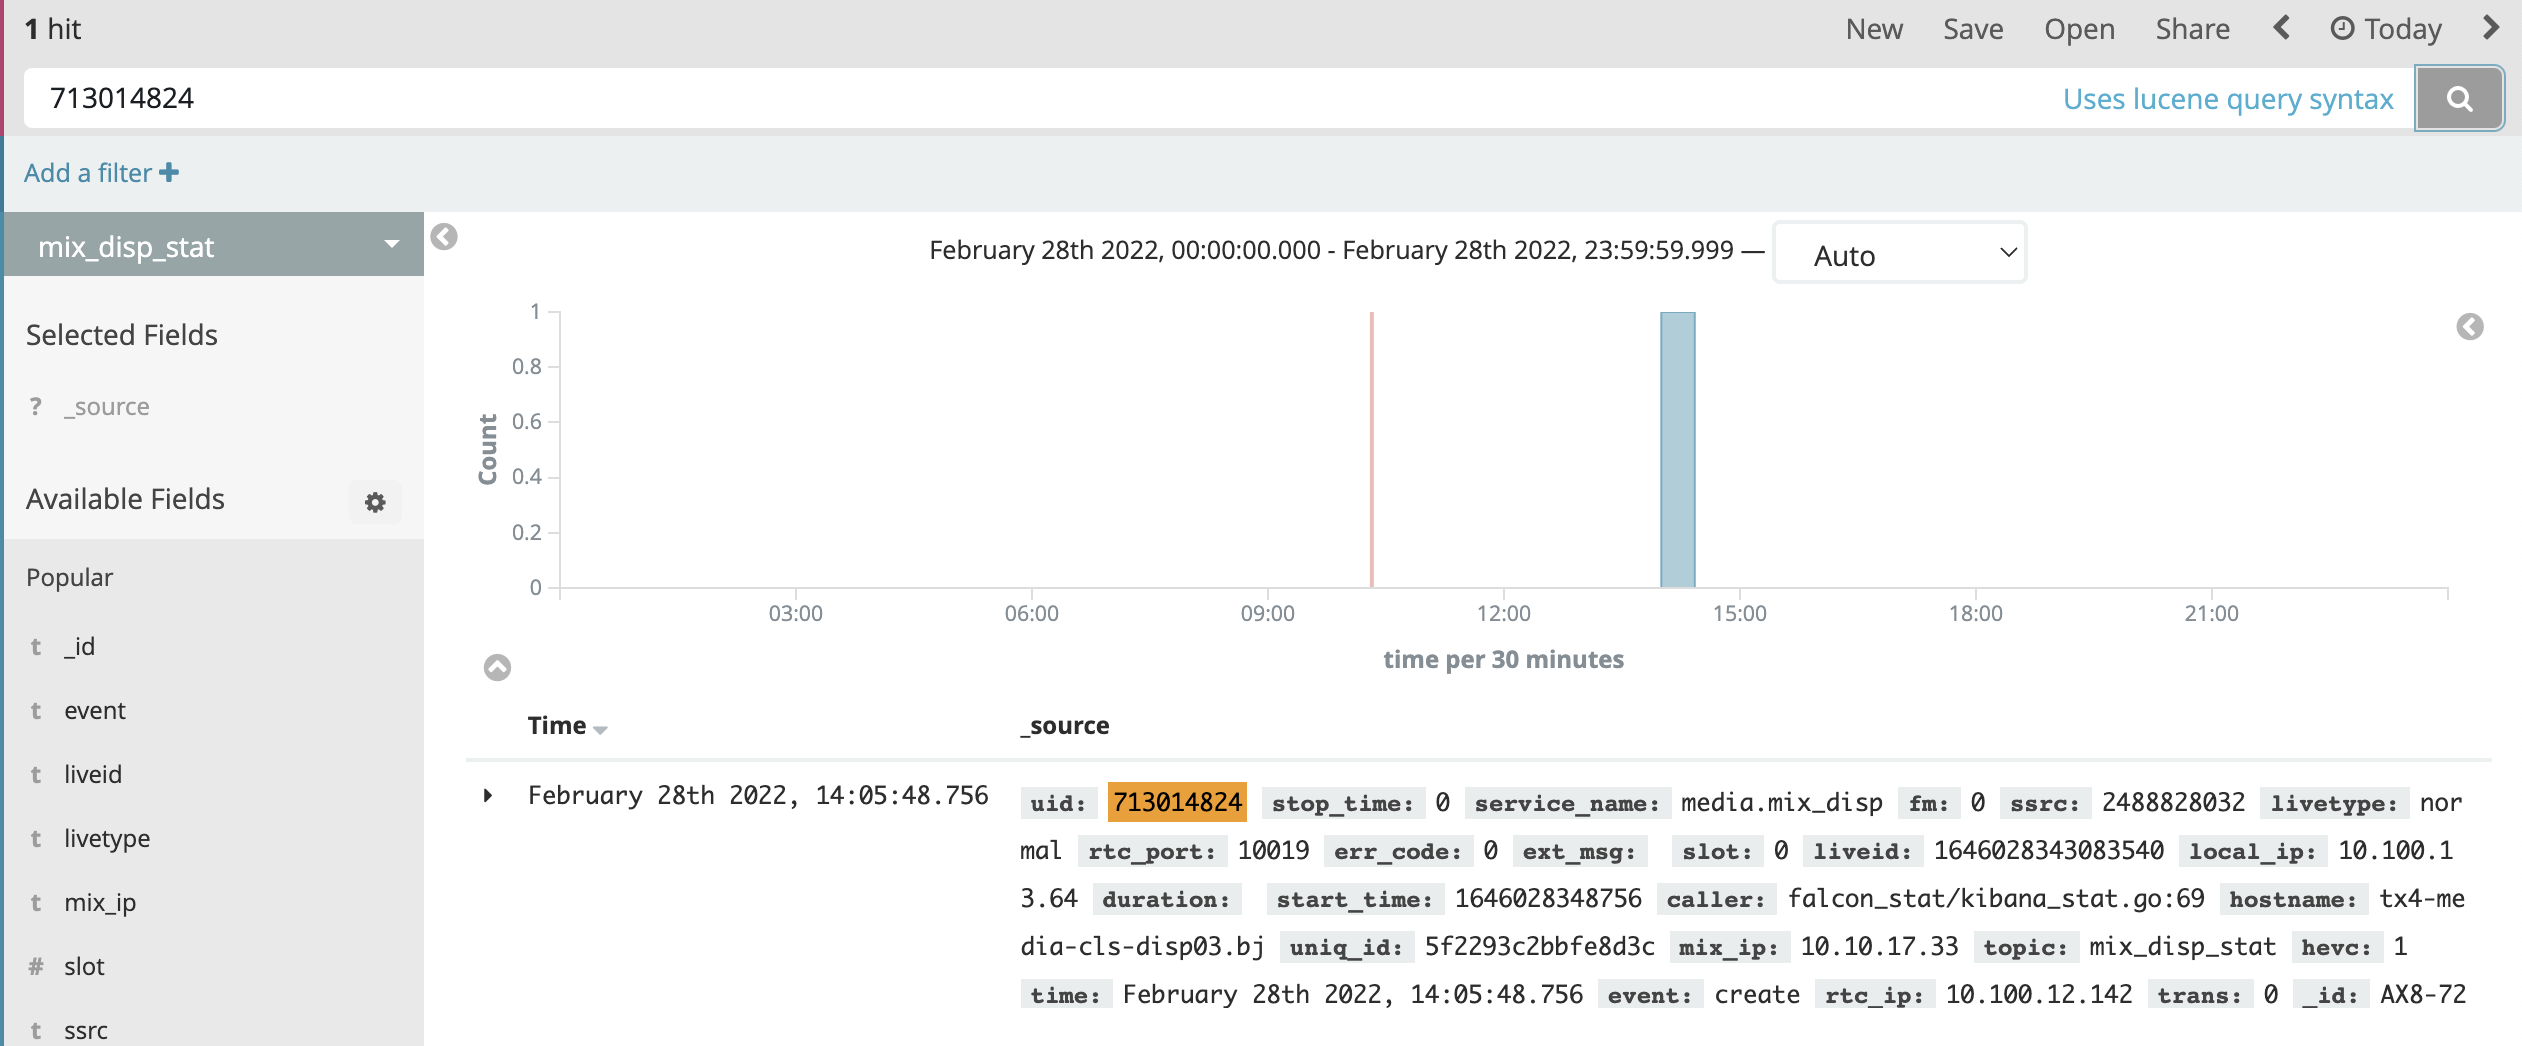 1 hit
New Save Open Share Today
713014824
Uses lucene query syntax
Add a filter
mix_disp_stat
February 28th 2022, 00:00:00.000 - February 28th 2022, 23:59:59.999 —
Auto
Selected Fields
? _source
Available Fields
Popular
t _id
t event
t liveid
t livetype
t mix_ip
# slot
t ssrc
Count
1
0.8
0.6
0.4
0.2
0
03:00 06:00 09:00 12:00 15:00 18:00 21:00
time per 30 minutes
Time _source
February 28th 2022, 14:05:48.756
uid: 713014824 stop_time: 0 service_name: media.mix_disp fm: 0 ssrc: 2488828032 livetype: nor
mal rtc_port: 10019 err_code: 0 ext_msg: slot: 0 liveid: 1646028343083540 local_ip: 10.100.1
3.64 duration: start_time: 1646028348756 caller: falcon_stat/kibana_stat.go:69 hostname: tx4-me
dia-cls-disp03.bj uniq_id: 5f2293c2bbfe8d3c mix_ip: 10.10.17.33 topic: mix_disp_stat hevc: 1
time: February 28th 2022, 14:05:48.756 event: create rtc_ip: 10.100.12.142 trans: 0 _id: AX8-72